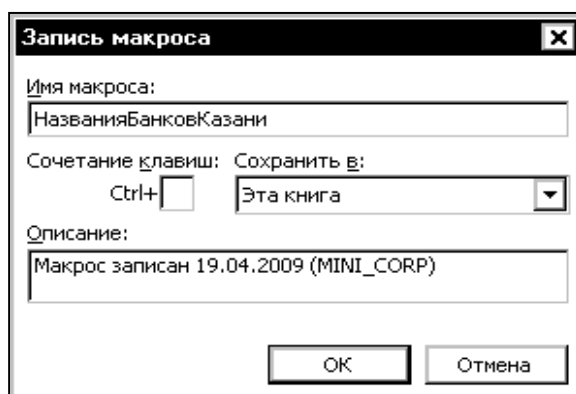 Запись макроса
Имя макроса:
НазванияБанковКазани
Сочетание клавиш: Сохранить в:
Ctrl+ Эта книга
Описание:
Макрос записан 19.04.2009 (MINI_CORP)
ОК Отмена